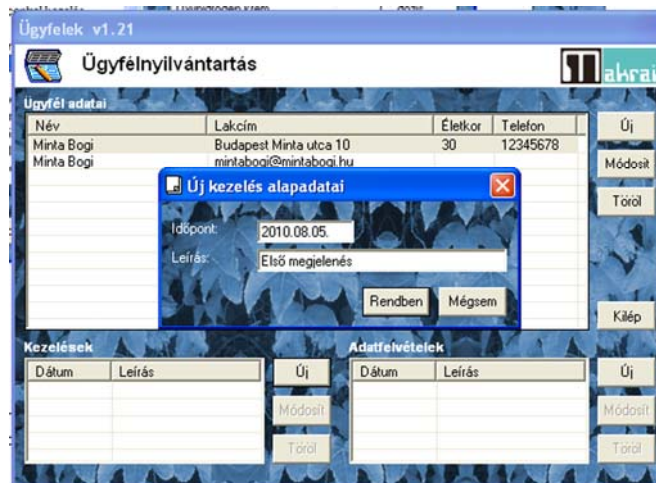 Ügyfelek v1.21
Ügyfélnyilvántartás
akrai
Ügyfél adatai
Név Lakcím Életkor Telefon
Minta Bogi Budapest Minta utca 10 30 12345678
Minta Bogi mintabogi@mintabogi.hu
Új
Módosít
Töröl
Kilép
Új kezelés alapadatai
Időpont: 2010.08.05.
Leírás: Első megjelenés
Rendben Mégsem
Kezelések
Dátum Leírás
Új
Módosít
Töröl
Adatfelvételek
Dátum Leírás
Új
Módosít
Töröl